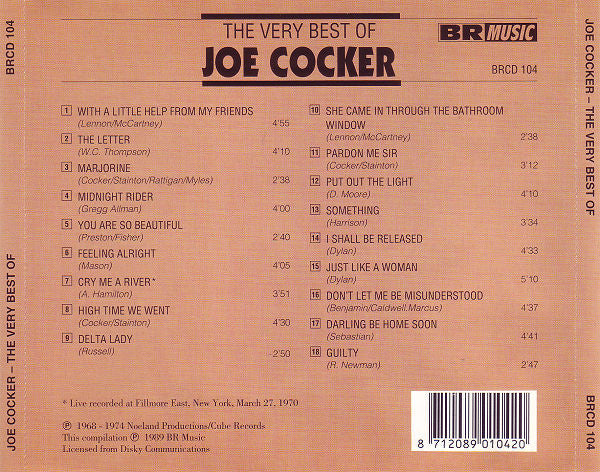 BRCD 104
JOE COCKER – THE VERY BEST OF
THE VERY BEST OF
JOE COCKER
BR MUSIC
BRCD 104
1 WITH A LITTLE HELP FROM MY FRIENDS
(Lennon/McCartney) 4'55
2 THE LETTER
(W.C. Thompson) 4'10
3 MARJORINE
(Cocker/Stainton/Rattigan/Myles) 2'38
4 MIDNIGHT RIDER
(Gregg Allman) 4'00
5 YOU ARE SO BEAUTIFUL
(Preston/Fisher) 2'40
6 FEELING ALRIGHT
(Mason) 4'05
7 CRY ME A RIVER*
(A. Hamilton) 3'51
8 HIGH TIME WE WENT
(Cocker/Stainton) 4'30
9 DELTA LADY
(Russell) 2'50
10 SHE CAME IN THROUGH THE BATHROOM
WINDOW
(Lennon/McCartney) 2'38
11 PARDON ME SIR
(Cocker/Stainton) 3'12
12 PUT OUT THE LIGHT
(D. Moore) 4'10
13 SOMETHING
(Harrison) 3'34
14 I SHALL BE RELEASED
(Dylan) 4'33
15 JUST LIKE A WOMAN
(Dylan) 5'10
16 DON'T LET ME BE MISUNDERSTOOD
(Benjamin/Caldwell.Marcus) 4'37
17 DARLING BE HOME SOON
(Sebastian) 4'41
18 GUILTY
(R. Newman) 2'47
* Live recorded at Fillmore East, New York, March 27, 1970
℗ 1968 - 1974 Noeland Productions/Cube Records
This compilation ℗ 1989 BR Music
Licensed from Disky Communications
8 712089 010420
JOE COCKER – THE VERY BEST OF
BRCD 104